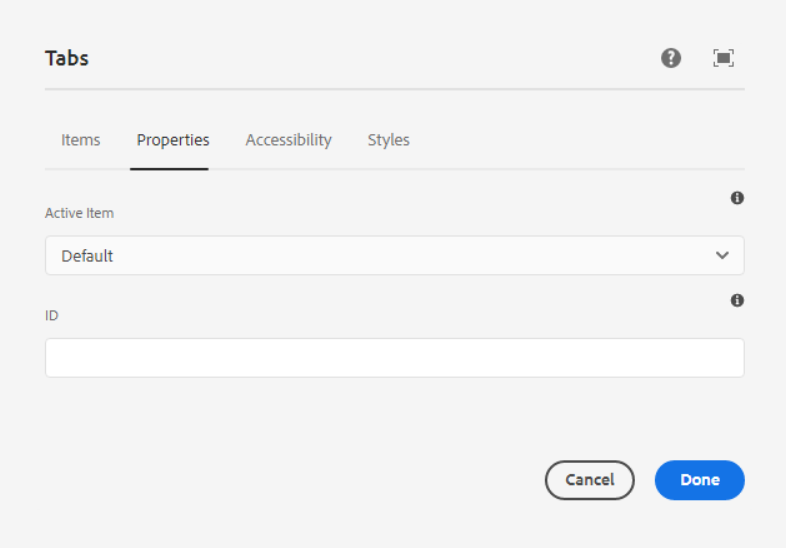 Tabs
Items Properties Accessibility Styles
Active Item
Default
ID
Cancel Done